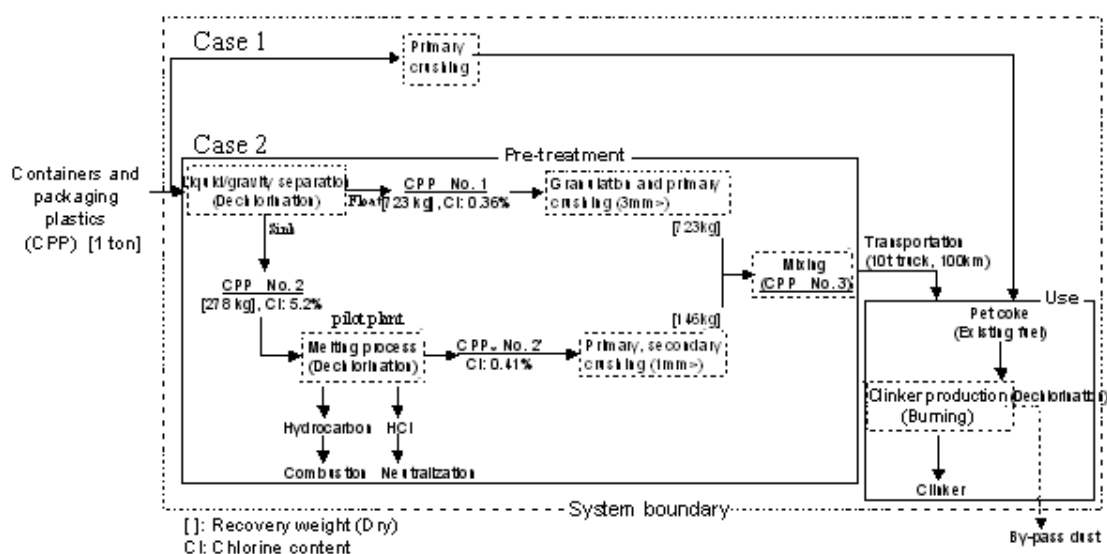 Case 1
Primary
crushing
Case 2
Pre-treatment
Containers and
packaging
plastics
(CPP) [1 ton]
Liquid/gravity separation
(Dechlorination)
Float
CPP No. 1
[723 kg], Cl: 0.36%
Granulation and primary
crushing (3mm>)
[723kg]
Sink
CPP No. 2
[278 kg], Cl: 5.2%
pilot plant
Melting process
(Dechlorination)
CPP. No. 2'
Cl: 0.41%
Primary, secondary
crushing (1mm>)
[146kg]
Mixing
(CPP No. 3)
Transportation
(10t truck, 100km)
Hydrocarbon
HCl
Combustion
Neutralization
Use
Pet coke
(Existing fuel)
Clinker production
(Burning)
(Dechlorination)
Clinker
System boundary
By-pass dust
[ ]: Recovery weight (Dry)
Cl: Chlorine content